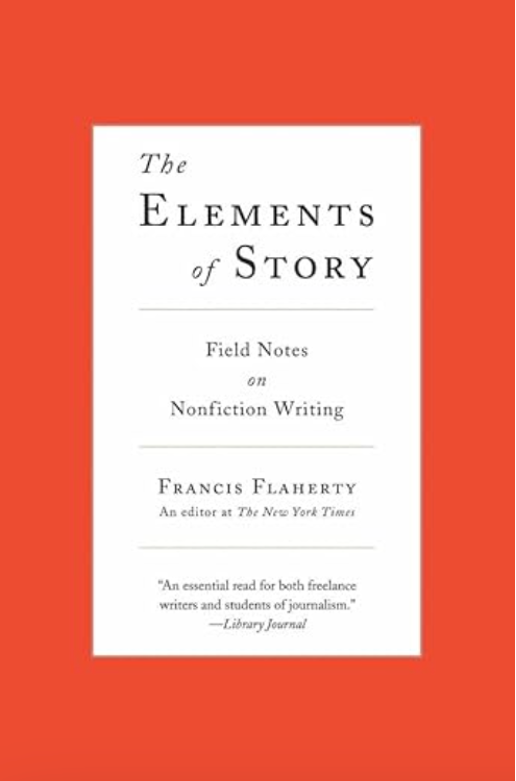 The
ELEMENTS
of STORY
Field Notes
on
Nonfiction Writing
FRANCIS FLAHERTY
An editor at The New York Times
“An essential read for both freelance
writers and students of journalism.”
—Library Journal